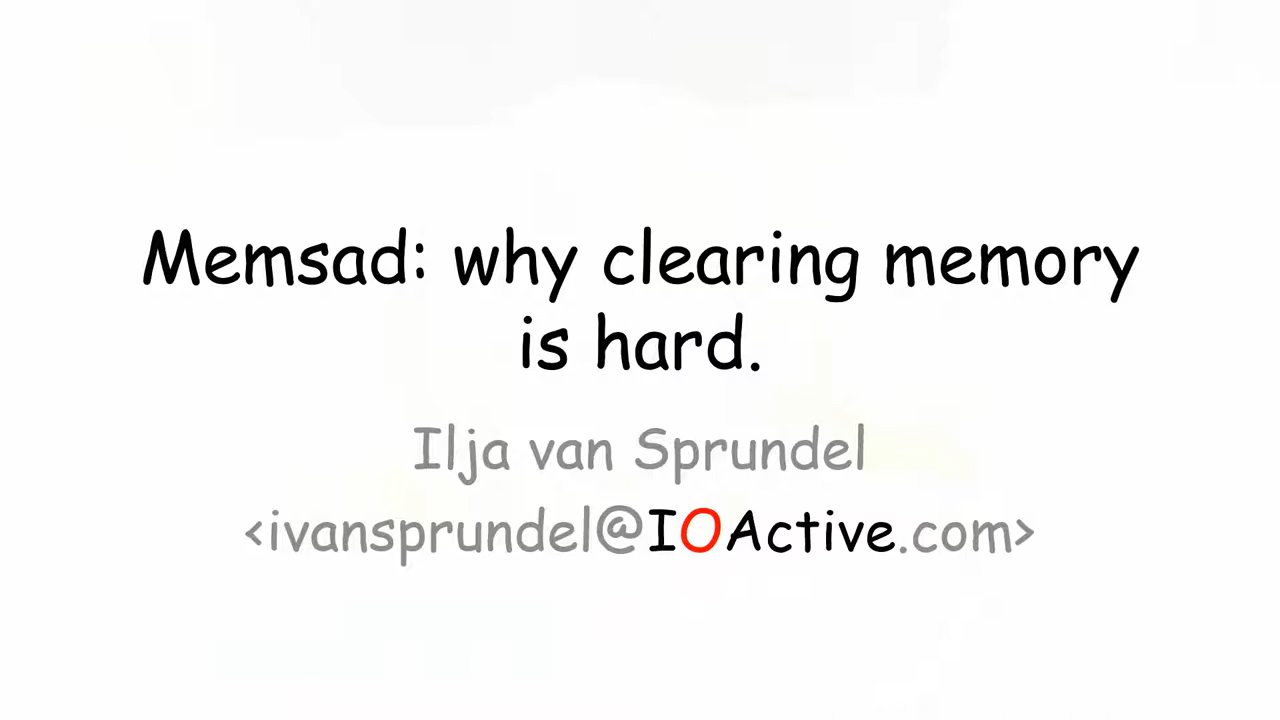 Memsad: why clearing memory
is hard.
Ilja van Sprundel
<ivansprundel@IOActive.com>